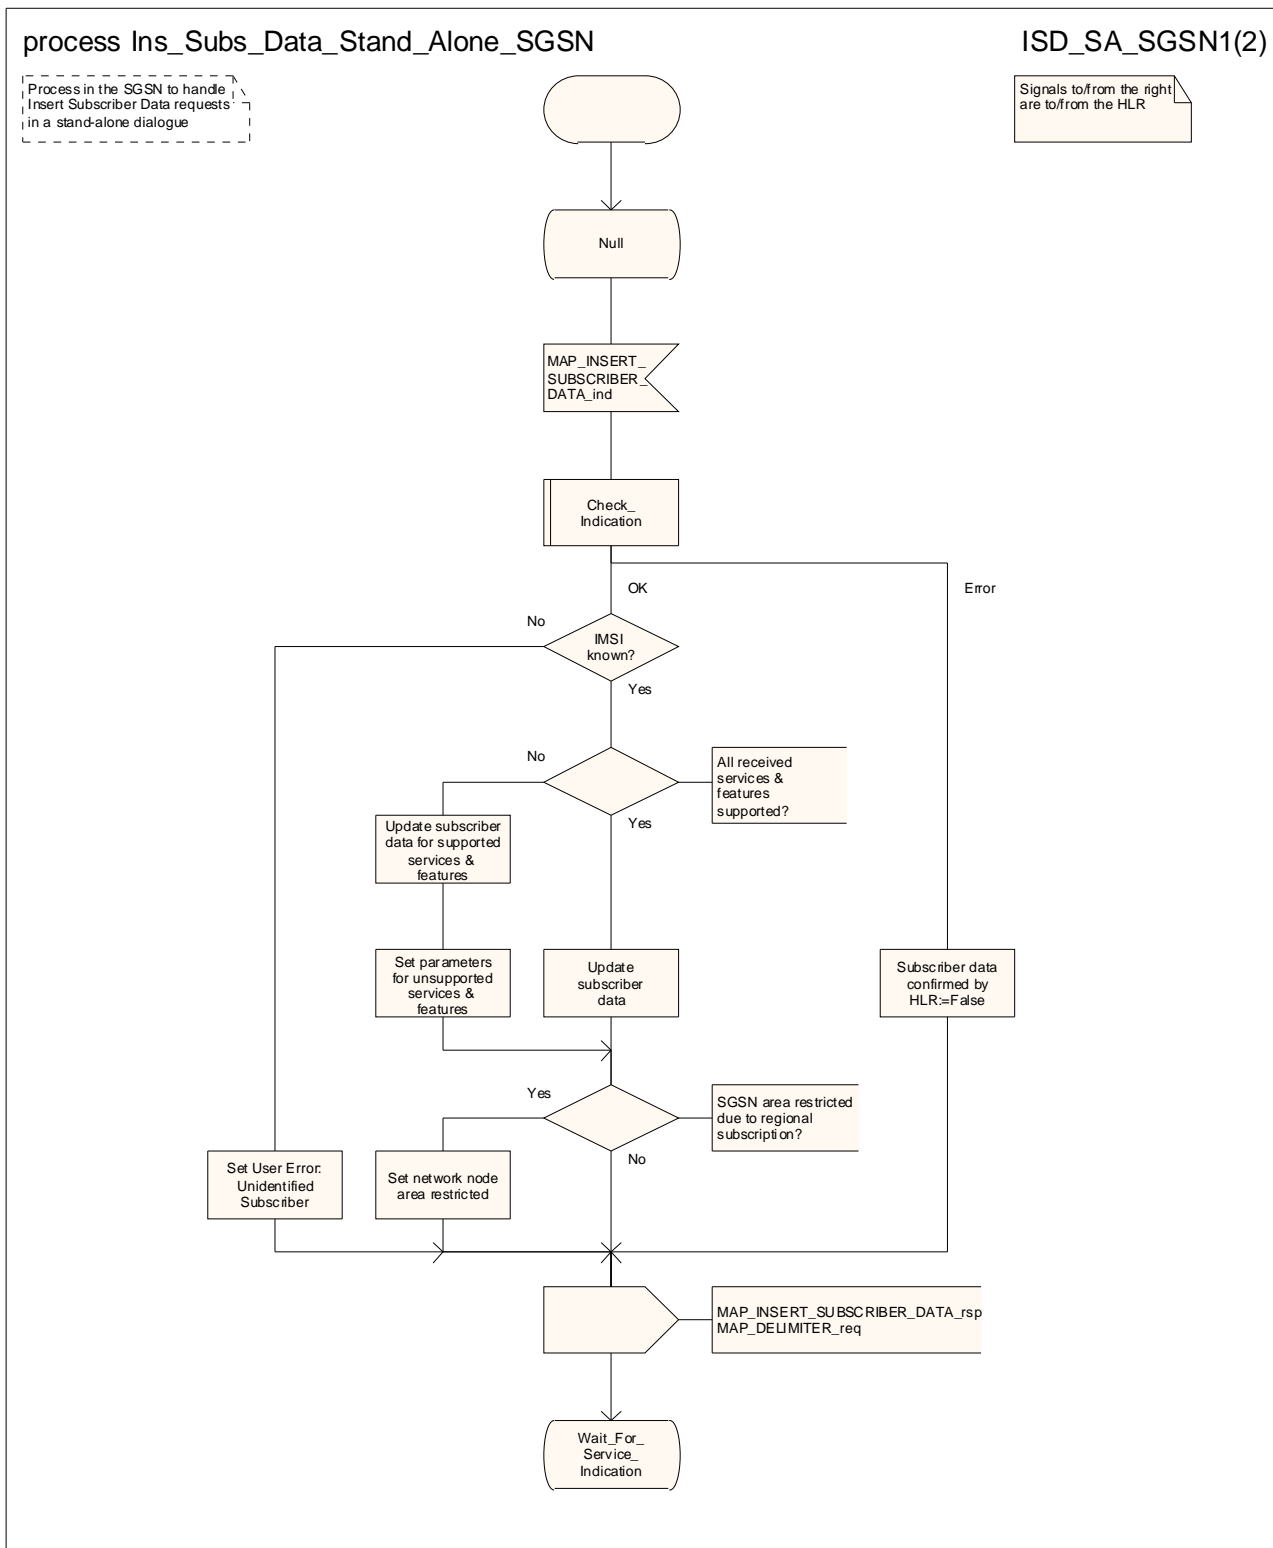 process Ins_Subs_Data_Stand_Alone_SGSN
ISD_SA_SGSN1(2)
Process in the SGSN to handle
Insert Subscriber Data requests
in a stand-alone dialogue
Signals to/from the right
are to/from the HLR
Null
MAP_INSERT_
SUBSCRIBER_
DATA_ind
Check_
Indication
OK
Error
No
IMSI
known?
Yes
No
All received
services &
features
supported?
Yes
Update subscriber
data for supported
services &
features
Set parameters
for unsupported
services &
features
Update
subscriber
data
Subscriber data
confirmed by
HLR:=False
Yes
SGSN area restricted
due to regional
subscription?
No
Set User Error:
Unidentified
Subscriber
Set network node
area restricted
MAP_INSERT_SUBSCRIBER_DATA_rsp
MAP_DELIMITER_req
Wait_For_
Service_
Indication